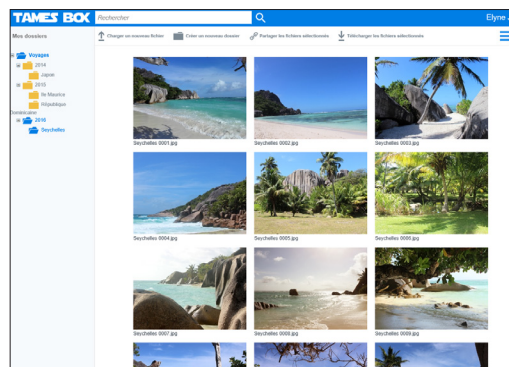 TAMES BOX
Rechercher
Elyne
Mes dossiers
Charger un nouveau fichier
Créer un nouveau dossier
Partager les fichiers sélectionnés
Télécharger les fichiers sélectionnés
Voyages
2014
Japon
2015
Ile Maurice
République
Dominicaine
2016
Seychelles
Seychelles 0001.jpg
Seychelles 0002.jpg
Seychelles 0003.jpg
Seychelles 0004.jpg
Seychelles 0005.jpg
Seychelles 0006.jpg
Seychelles 0007.jpg
Seychelles 0008.jpg
Seychelles 0009.jpg